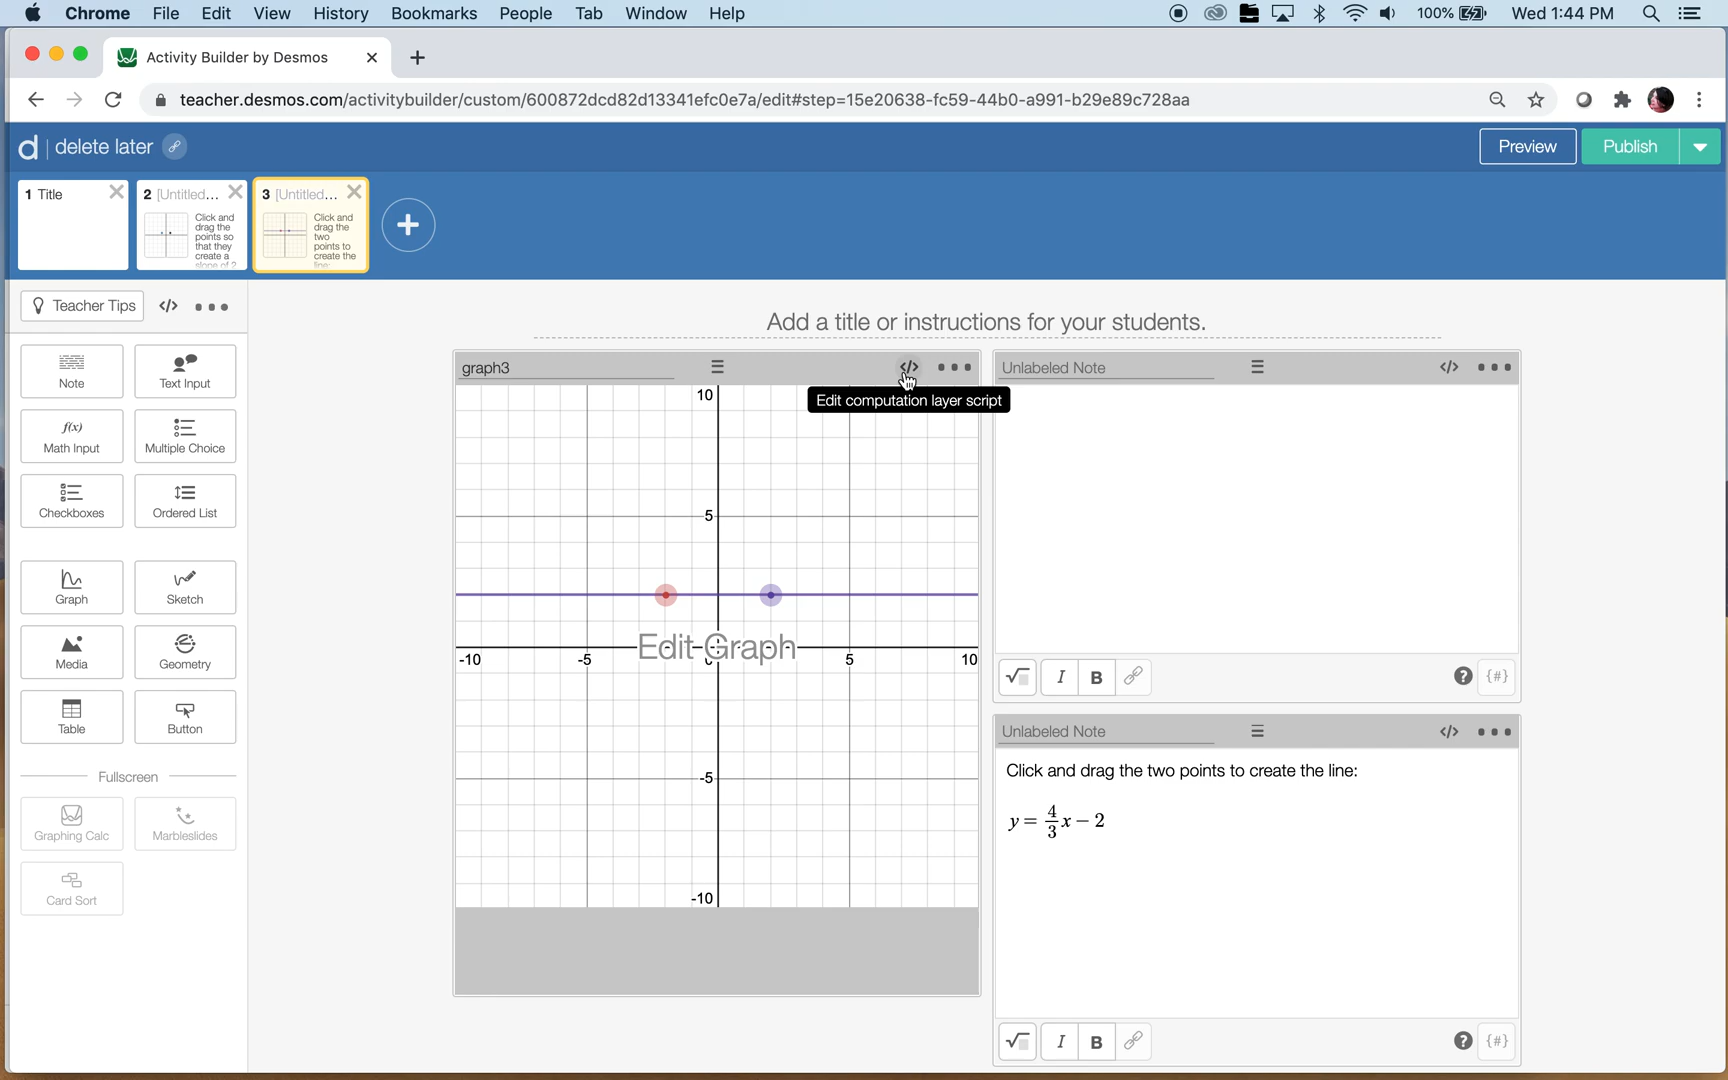 Chrome File Edit View History Bookmarks People Tab Window Help 100% Wed 1:44 PM
Activity Builder by Desmos
teacher.desmos.com/activitybuilder/custom/600872dcd82d13341efc0e7a/edit#step=15e20638-fc59-44b0-a991-b29e89c728aa
d | delete later
Preview
Publish
1 Title
2 [Untitled...
Click and
drag the
points so
that they
create a
slope of 2
3 [Untitled...
Click and
drag the
two
points to
create the
line:
Teacher Tips </>
Note
Text Input
f(x)
Math Input
Multiple Choice
Checkboxes
Ordered List
Graph
Sketch
Media
Geometry
Table
Button
Fullscreen
Graphing Calc
Marbleslides
Card Sort
Add a title or instructions for your students.
graph3 </>
Edit computation layer script
10
5
-10 -5 0 5 10
Edit Graph
-5
-10
Unlabeled Note </>
I B ? {#}
Unlabeled Note </>
Click and drag the two points to create the line:
y = 4/3 x − 2
I B ? {#}